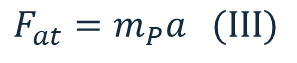 F_at = m_P a (III)